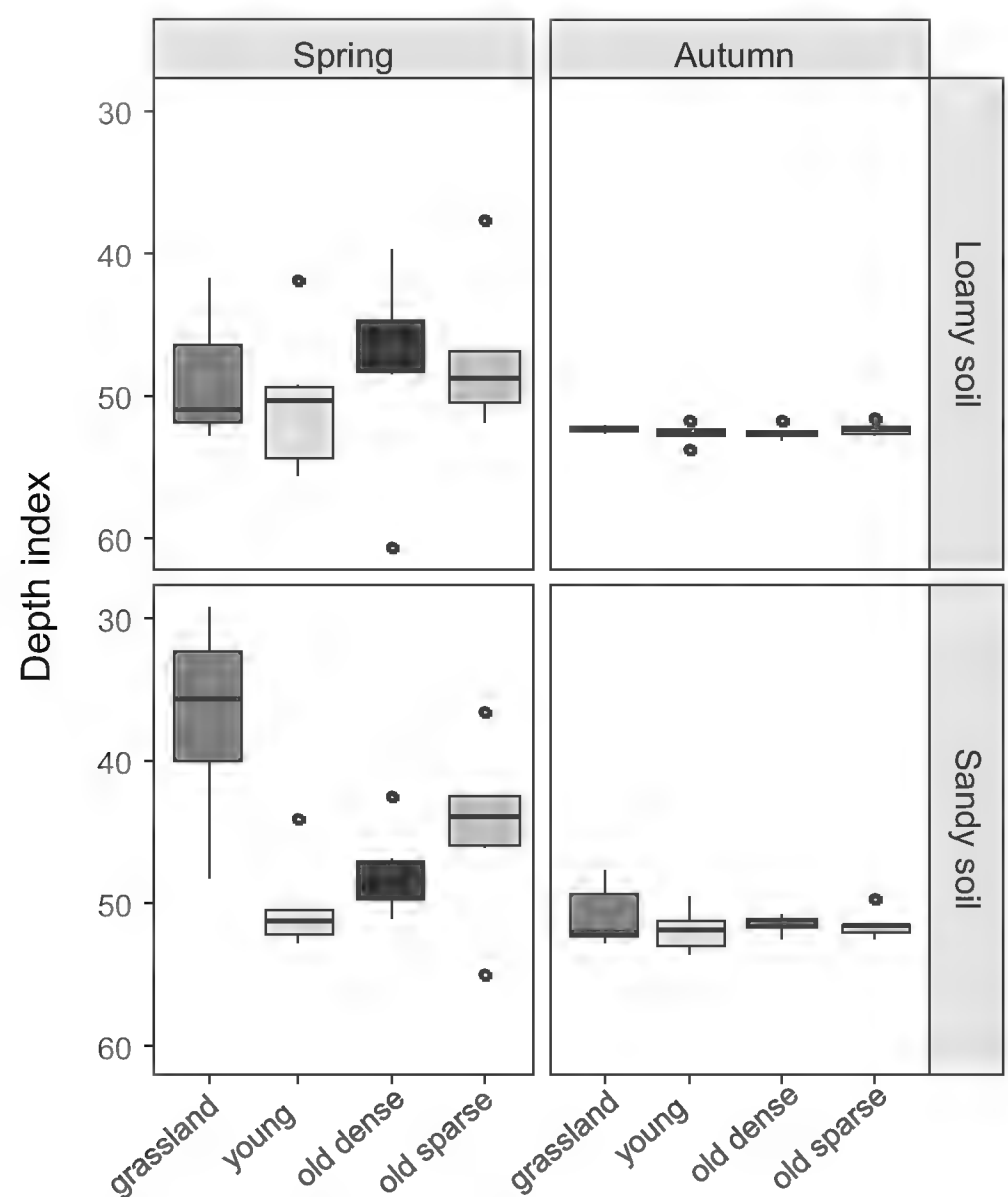 Spring
Autumn
30
40
50
60
Loamy soil
Depth index
30
40
50
60
Sandy soil
grassland
young
old dense
old sparse
grassland
young
old dense
old sparse